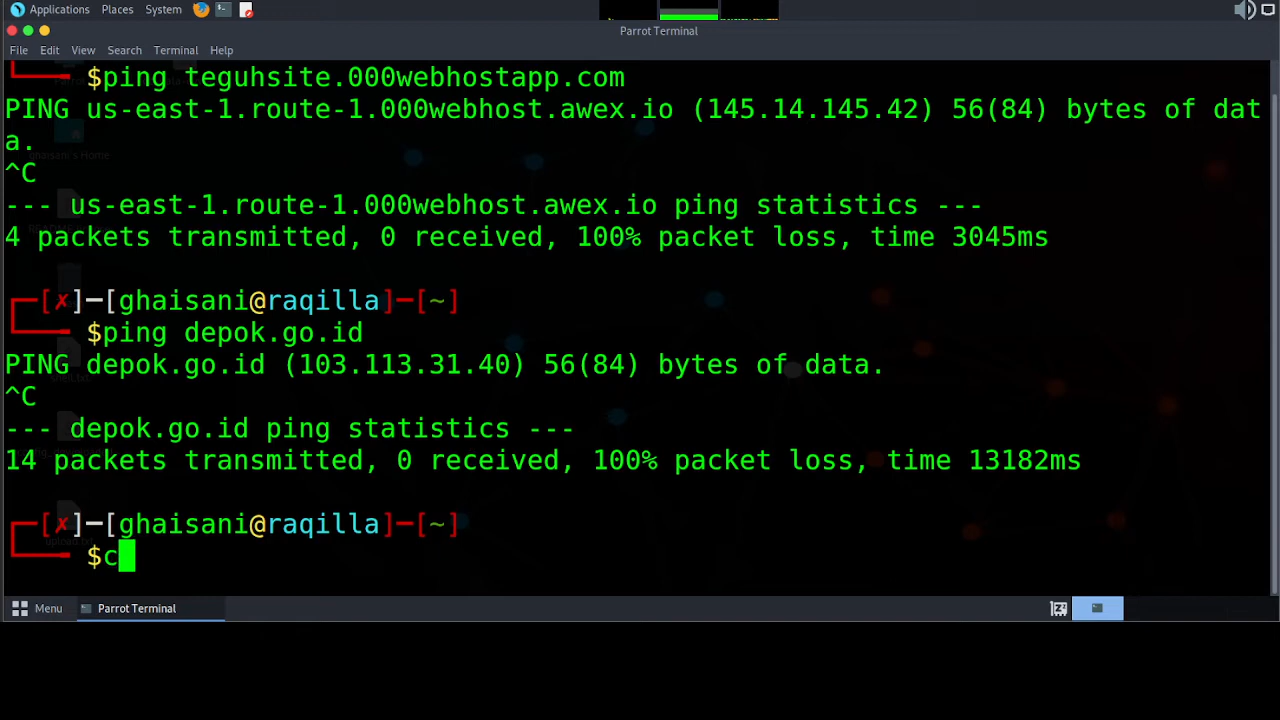 Applications Places System
Parrot Terminal
File Edit View Search Terminal Help
$ping teguhsite.000webhostapp.com
PING us-east-1.route-1.000webhost.awex.io (145.14.145.42) 56(84) bytes of dat
a.
^C
--- us-east-1.route-1.000webhost.awex.io ping statistics ---
4 packets transmitted, 0 received, 100% packet loss, time 3045ms
[✗]─[ghaisani@raqilla]─[~]
$ping depok.go.id
PING depok.go.id (103.113.31.40) 56(84) bytes of data.
^C
--- depok.go.id ping statistics ---
14 packets transmitted, 0 received, 100% packet loss, time 13182ms
[✗]─[ghaisani@raqilla]─[~]
$c
Menu Parrot Terminal